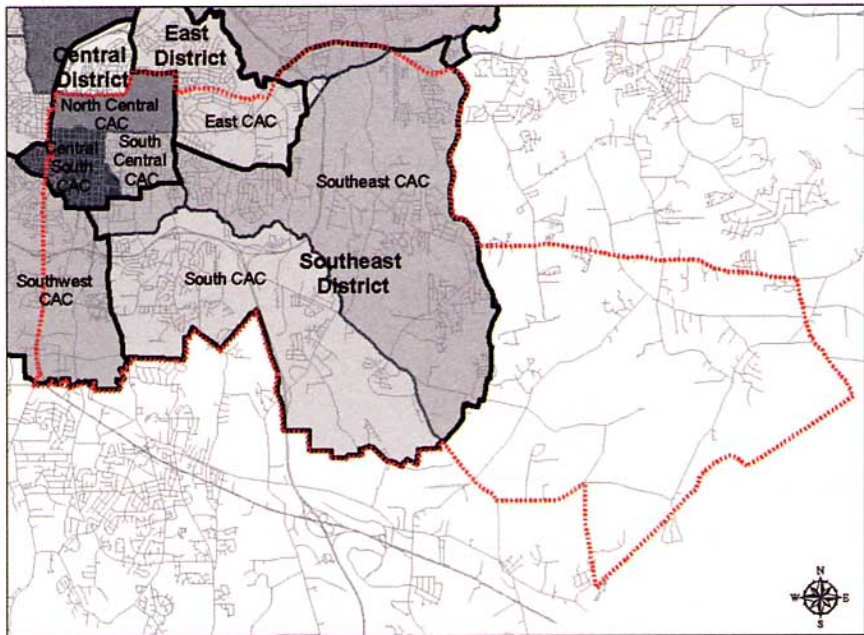 East
District
Central
District
North Central
CAC
East CAC
South
Central
CAC
Central
South
CAC
Southeast CAC
Southwest
CAC
South CAC
Southeast
District
N
W
E
S